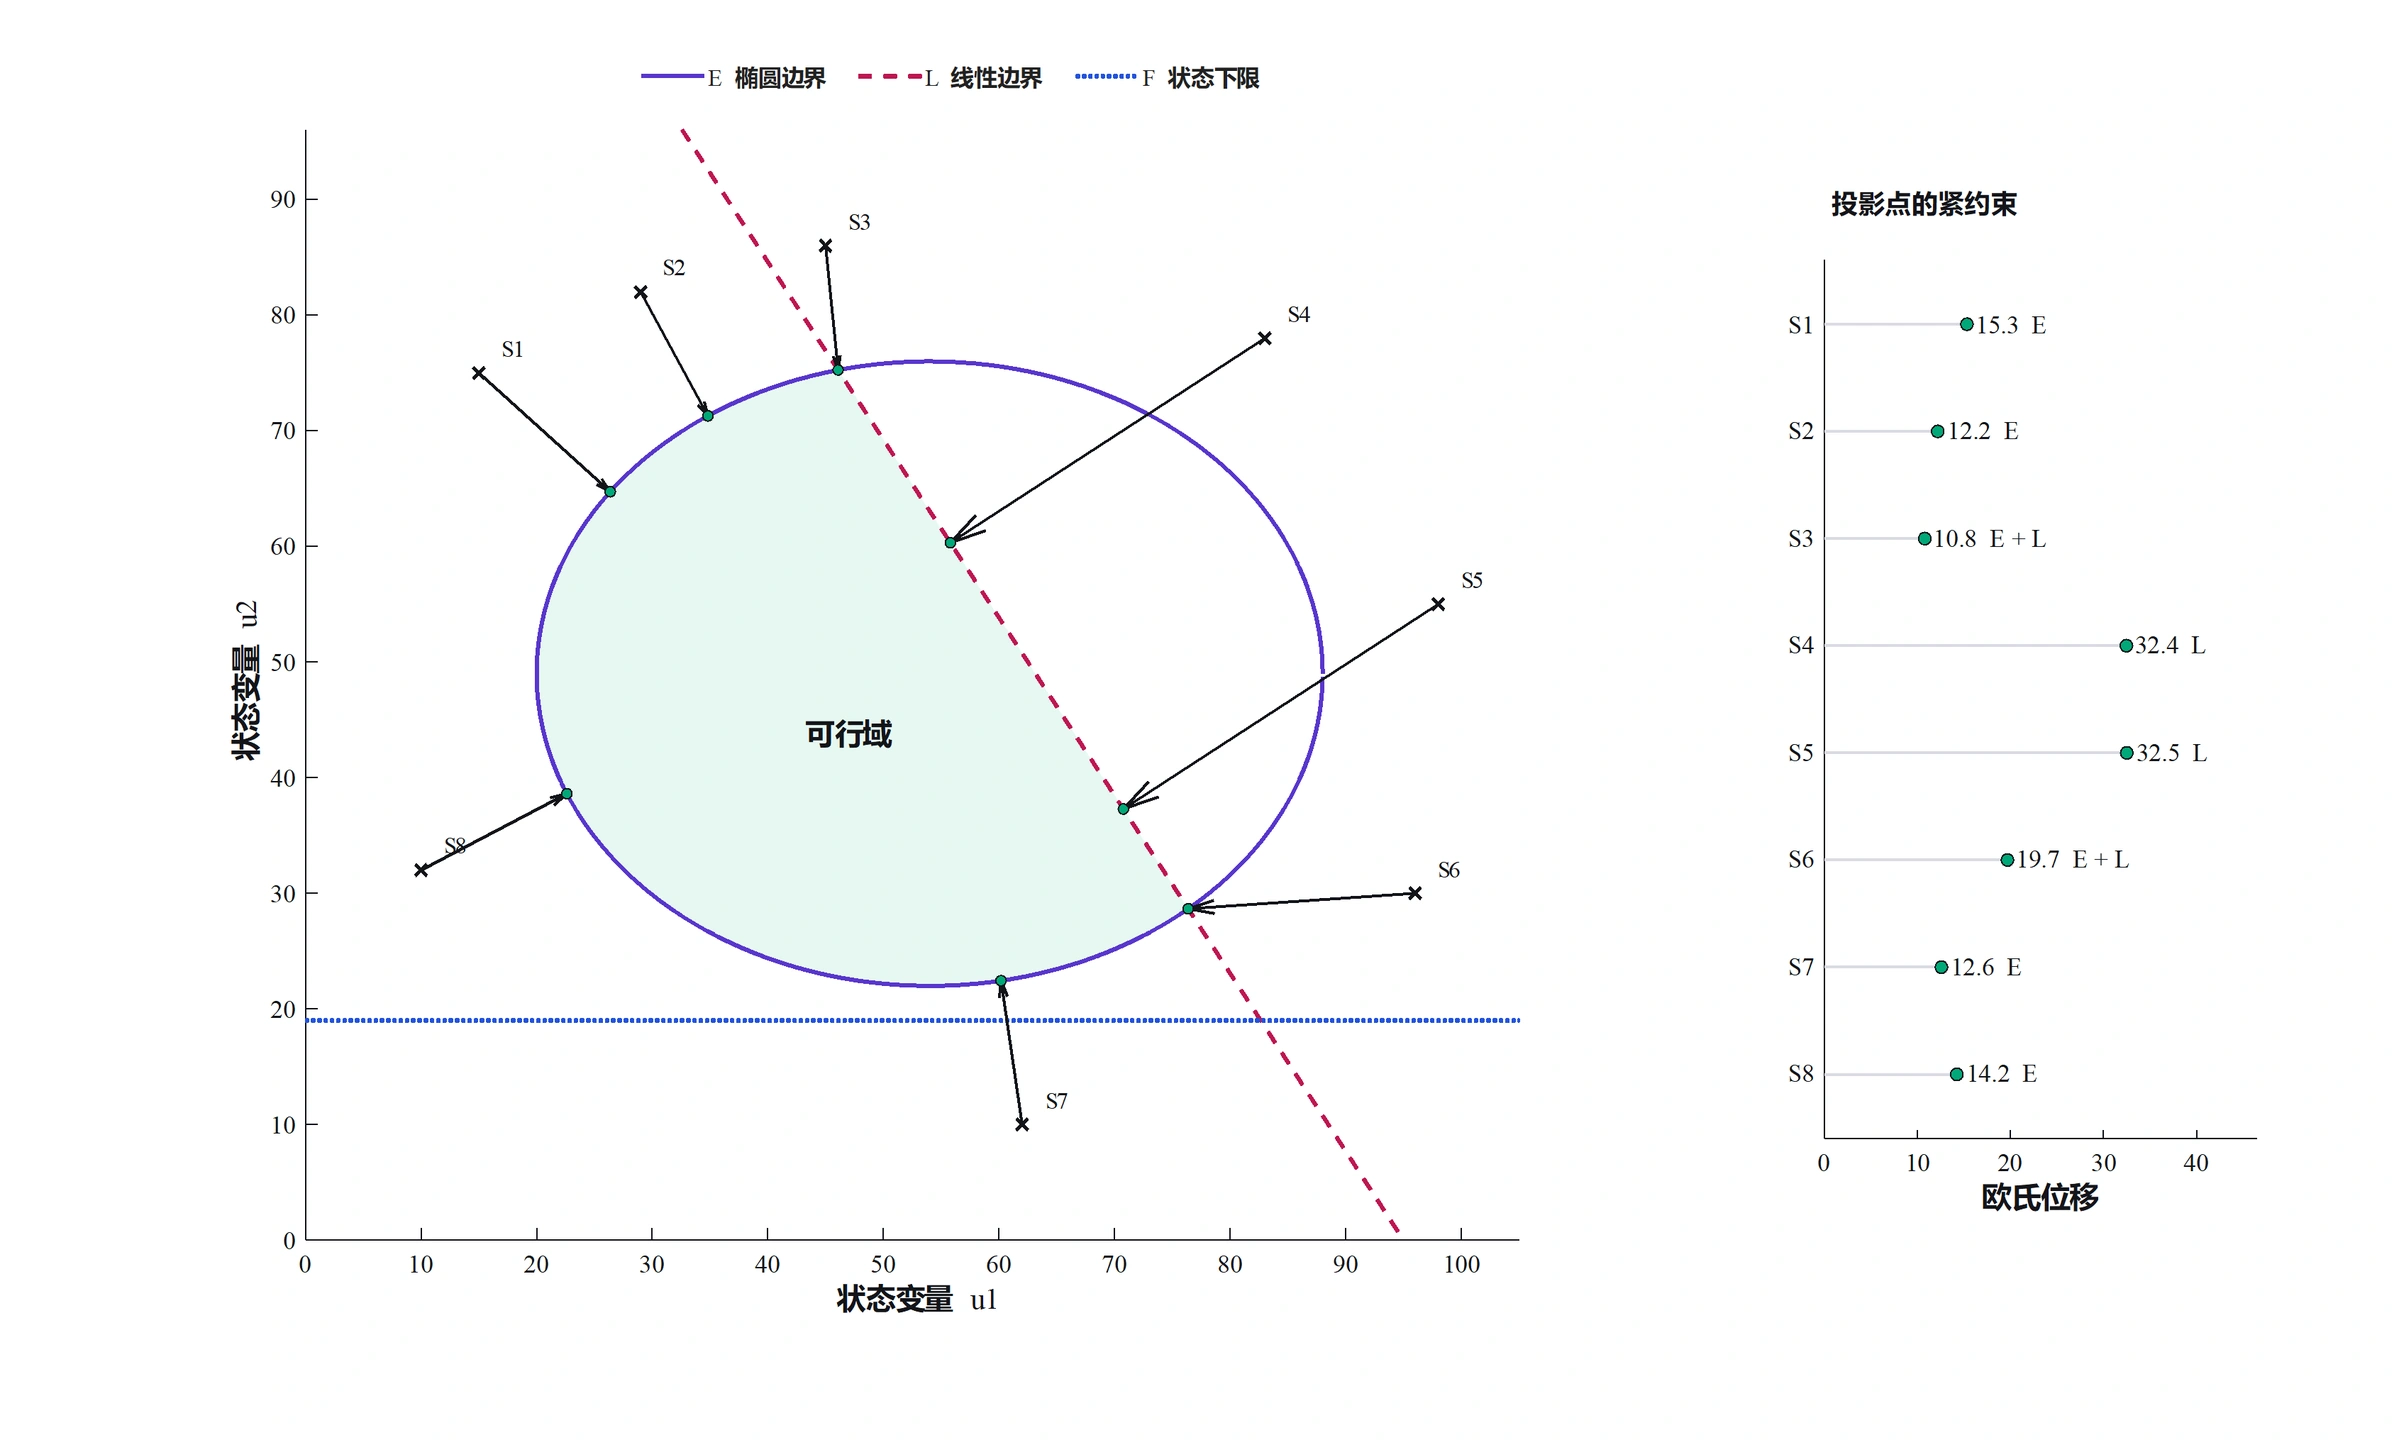 E 椭圆边界 L 线性边界 F 状态下限
90
80
70
60
50
40
30
20
10
0
状态变量 u2
S1
S2
S3
S4
S5
S6
S7
S8
可行域
0 10 20 30 40 50 60 70 80 90 100
状态变量 u1
投影点的紧约束
S1 15.3 E
S2 12.2 E
S3 10.8 E + L
S4 32.4 L
S5 32.5 L
S6 19.7 E + L
S7 12.6 E
S8 14.2 E
0 10 20 30 40
欧氏位移